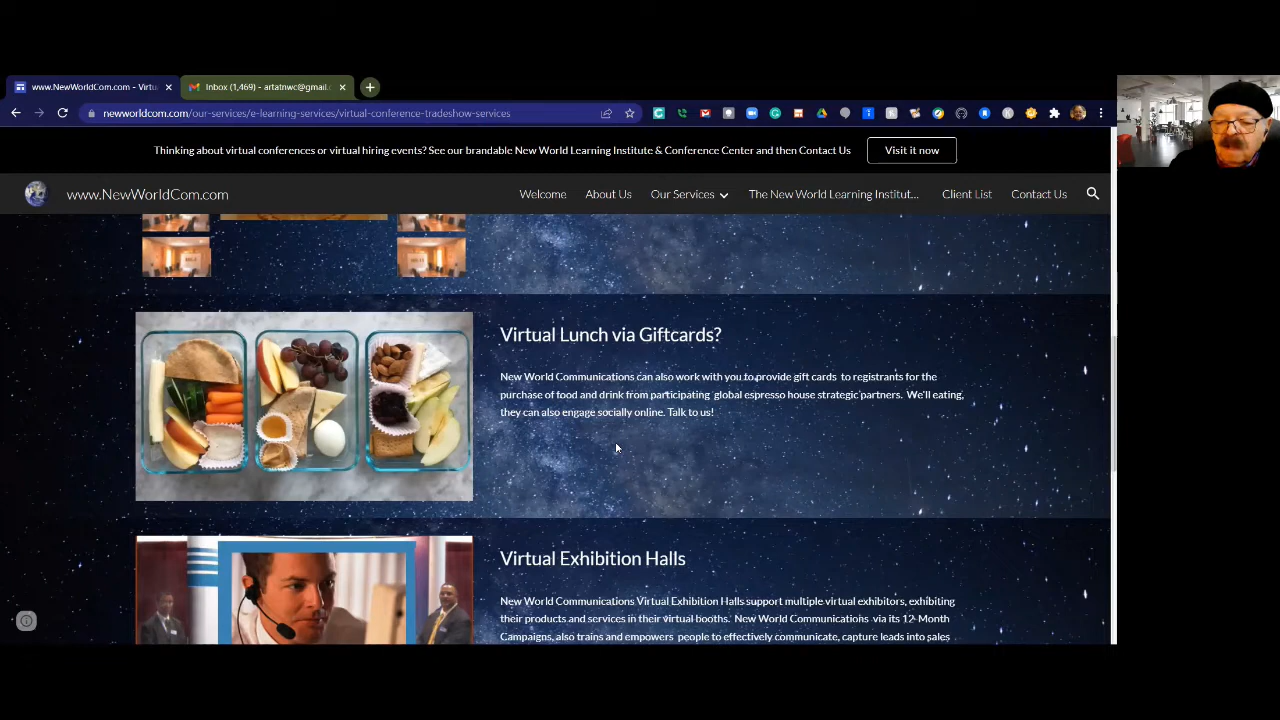 www.NewWorldCom.com - Virtu
Inbox (1,469) - artatnwc@gmail.c
newworldcom.com/our-services/e-learning-services/virtual-conference-tradeshow-services
Thinking about virtual conferences or virtual hiring events? See our brandable New World Learning Institute & Conference Center and then Contact Us
Visit it now
www.NewWorldCom.com
Welcome
About Us
Our Services
The New World Learning Institut...
Client List
Contact Us
Virtual Lunch via Giftcards?
New World Communications can also work with you to provide gift cards to registrants for the
purchase of food and drink from participating global espresso house strategic partners. We'll eating,
they can also engage socially online. Talk to us!
Virtual Exhibition Halls
New World Communications Virtual Exhibition Halls support multiple virtual exhibitors, exhibiting
their products and services in their virtual booths. New World Communications via its 12-Month
Campaigns, also trains and empowers people to effectively communicate, capture leads into sales